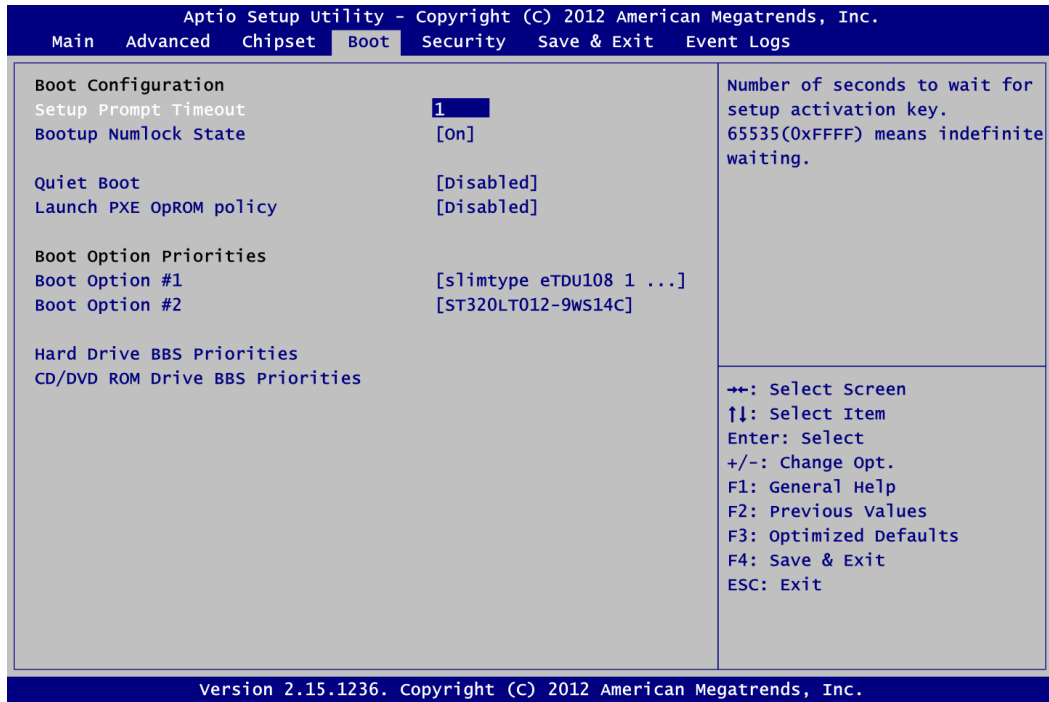 Aptio Setup Utility - Copyright (C) 2012 American Megatrends, Inc.
Main Advanced Chipset Boot Security Save & Exit Event Logs
Boot Configuration
Setup Prompt Timeout 1
Bootup Numlock State [On]
Quiet Boot [Disabled]
Launch PXE OpROM policy [Disabled]
Boot Option Priorities
Boot Option #1 [slimtype eTDU108 1 ...]
Boot Option #2 [ST320LT012-9WS14C]
Hard Drive BBS Priorities
CD/DVD ROM Drive BBS Priorities
Number of seconds to wait for
setup activation key.
65535(0xFFFF) means indefinite
waiting.
→←: Select Screen
↑↓: Select Item
Enter: Select
+/-: Change Opt.
F1: General Help
F2: Previous Values
F3: Optimized Defaults
F4: Save & Exit
ESC: Exit
Version 2.15.1236. Copyright (C) 2012 American Megatrends, Inc.